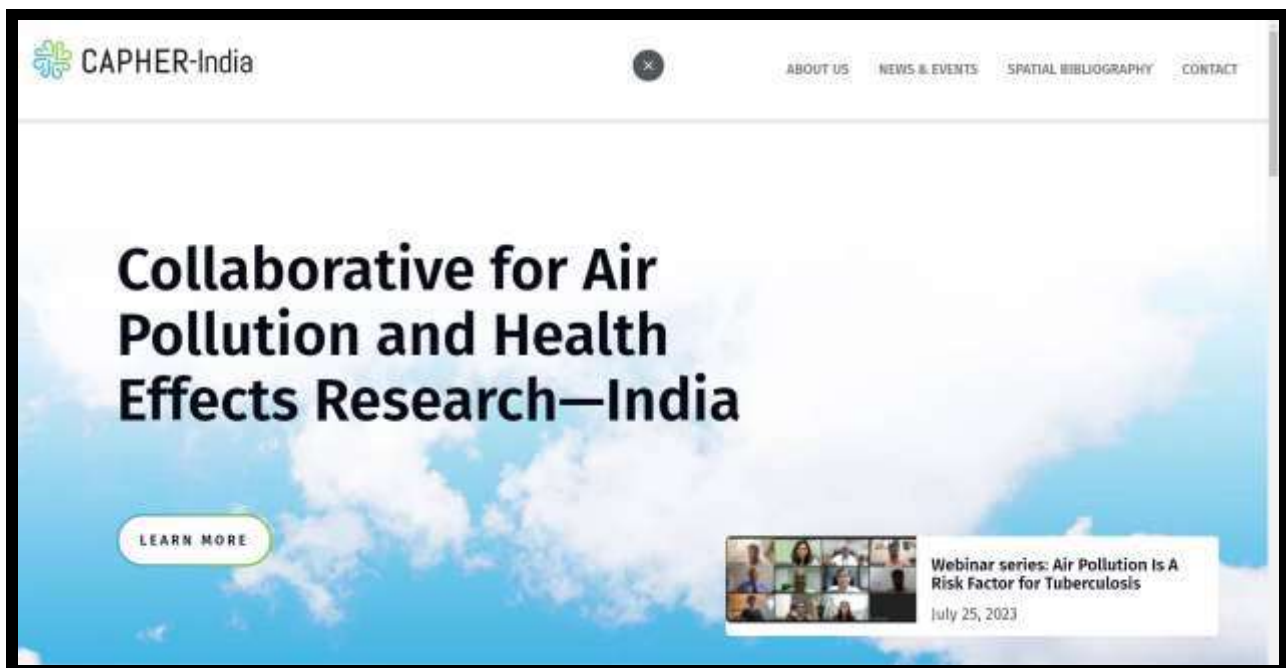 CAPHER-India
ABOUT US NEWS & EVENTS SPATIAL BIBLIOGRAPHY CONTACT
Collaborative for Air
Pollution and Health
Effects Research—India
LEARN MORE
Webinar series: Air Pollution Is A
Risk Factor for Tuberculosis
July 25, 2023